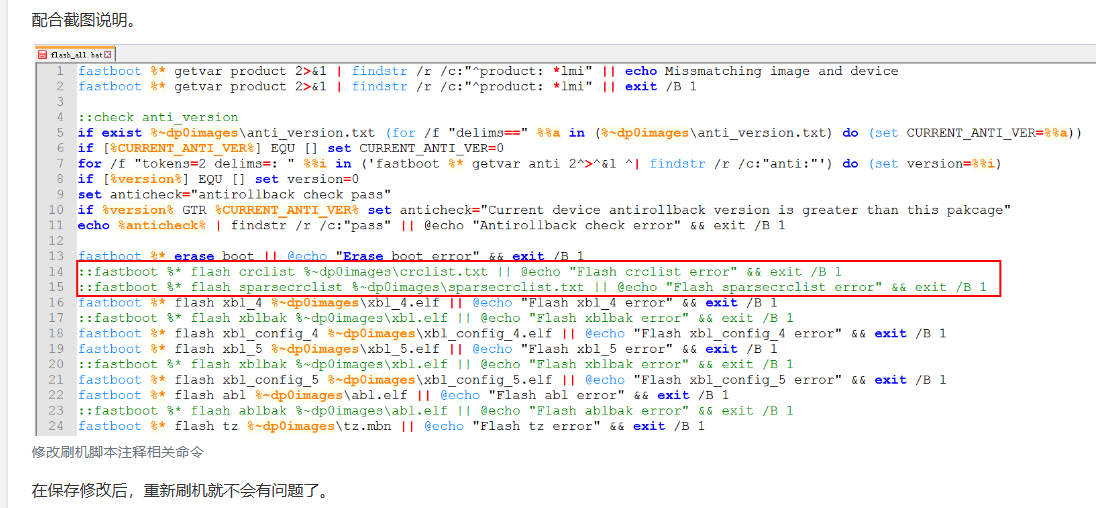 配合截图说明。
flash_all.bat
1 fastboot %* getvar product 2>&1 | findstr /r /c:"^product: *lmi" || echo Missmatching image and device
2 fastboot %* getvar product 2>&1 | findstr /r /c:"^product: *lmi" || exit /B 1
3
4 ::check anti_version
5 if exist %~dp0images\anti_version.txt (for /f "delims==" %%a in (%~dp0images\anti_version.txt) do (set CURRENT_ANTI_VER=%%a))
6 if [%CURRENT_ANTI_VER%] EQU [] set CURRENT_ANTI_VER=0
7 for /f "tokens=2 delims=: " %%i in ('fastboot %* getvar anti 2^>^&1 ^| findstr /r /c:"anti:"') do (set version=%%i)
8 if [%version%] EQU [] set version=0
9 set anticheck="antirollback check pass"
10 if %version% GTR %CURRENT_ANTI_VER% set anticheck="Current device antirollback version is greater than this pakcage"
11 echo %anticheck% | findstr /r /c:"pass" || @echo "Antirollback check error" && exit /B 1
12
13 fastboot %* erase boot || @echo "Erase boot error" && exit /B 1
14 ::fastboot %* flash crclist %~dp0images\crclist.txt || @echo "Flash crclist error" && exit /B 1
15 ::fastboot %* flash sparsecrclist %~dp0images\sparsecrclist.txt || @echo "Flash sparsecrclist error" && exit /B 1
16 fastboot %* flash xbl_4 %~dp0images\xbl_4.elf || @echo "Flash xbl_4 error" && exit /B 1
17 ::fastboot %* flash xblbak %~dp0images\xbl.elf || @echo "Flash xblbak error" && exit /B 1
18 fastboot %* flash xbl_config_4 %~dp0images\xbl_config_4.elf || @echo "Flash xbl_config_4 error" && exit /B 1
19 fastboot %* flash xbl_5 %~dp0images\xbl_5.elf || @echo "Flash xbl_5 error" && exit /B 1
20 ::fastboot %* flash xblbak %~dp0images\xbl.elf || @echo "Flash xblbak error" && exit /B 1
21 fastboot %* flash xbl_config_5 %~dp0images\xbl_config_5.elf || @echo "Flash xbl_config_5 error" && exit /B 1
22 fastboot %* flash abl %~dp0images\abl.elf || @echo "Flash abl error" && exit /B 1
23 ::fastboot %* flash ablbak %~dp0images\abl.elf || @echo "Flash ablbak error" && exit /B 1
24 fastboot %* flash tz %~dp0images\tz.mbn || @echo "Flash tz error" && exit /B 1
修改刷机脚本注释相关命令
在保存修改后，重新刷机就不会有问题了。